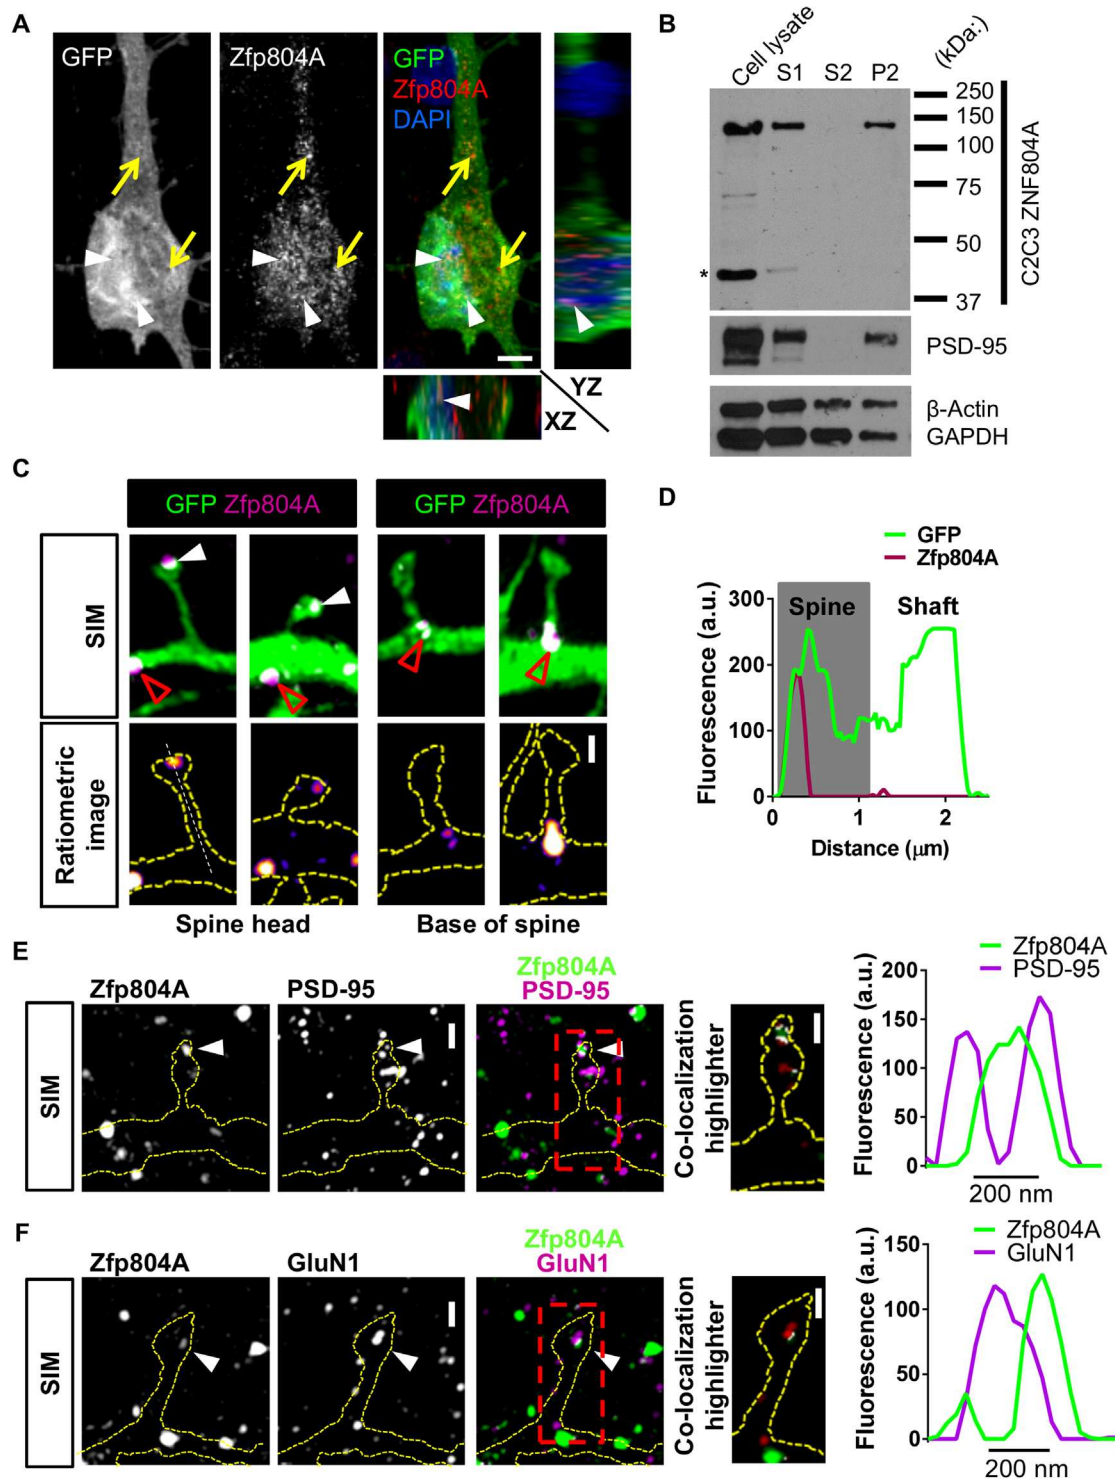 A
GFP
Zfp804A
GFP
Zfp804A
DAPI
YZ
XZ
B
Cell lysate
S1
S2
P2
(kDa:)
250
150
100
75
50
37
*
C2C3 ZNF804A
PSD-95
β-Actin
GAPDH
C
GFP Zfp804A
GFP Zfp804A
SIM
Ratiometric
image
Spine head
Base of spine
D
GFP
Zfp804A
Fluorescence (a.u.)
300
200
100
0
Spine
Shaft
0 1 2
Distance (μm)
E
SIM
Zfp804A
PSD-95
Zfp804A
PSD-95
Co-localization
highlighter
Zfp804A
PSD-95
Fluorescence (a.u.)
200
150
100
50
0
200 nm
F
SIM
Zfp804A
GluN1
Zfp804A
GluN1
Co-localization
highlighter
Zfp804A
GluN1
Fluorescence (a.u.)
150
100
50
0
200 nm